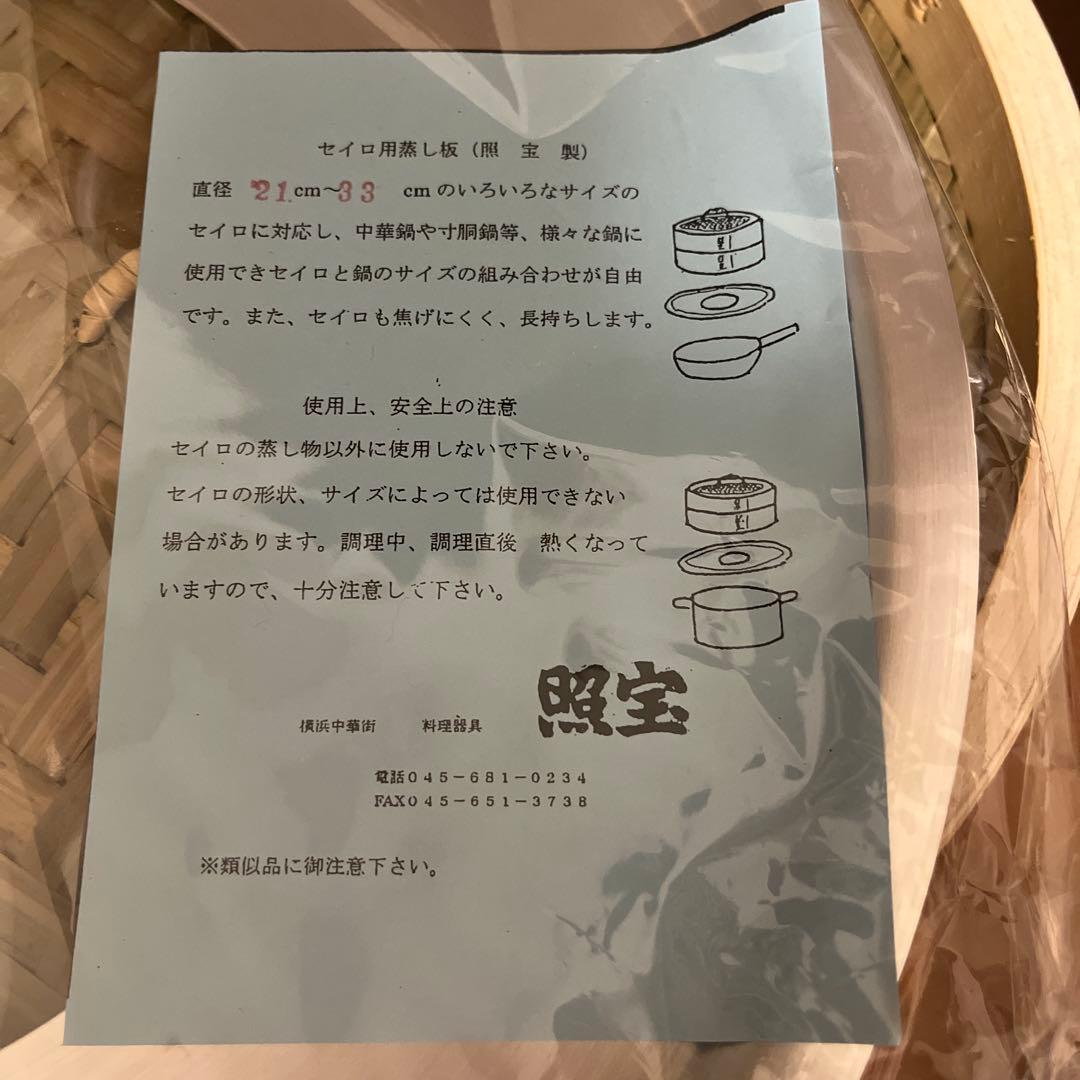 セイロ用蒸し板（照　宝　製）
直径　21cm〜33　cmのいろいろなサイズの
セイロに対応し、中華鍋や寸胴鍋等、様々な鍋に
使用できセイロと鍋のサイズの組み合わせが自由
です。また、セイロも焦げにくく、長持ちします。
使用上、安全上の注意
セイロの蒸し物以外に使用しないで下さい。
セイロの形状、サイズによっては使用できない
場合があります。調理中、調理直後　熱くなって
いますので、十分注意して下さい。
横浜中華街　　料理器具　　照宝
電話０４５−６８１−０２３４
FAX０４５−６５１−３７３８
※類似品に御注意下さい。